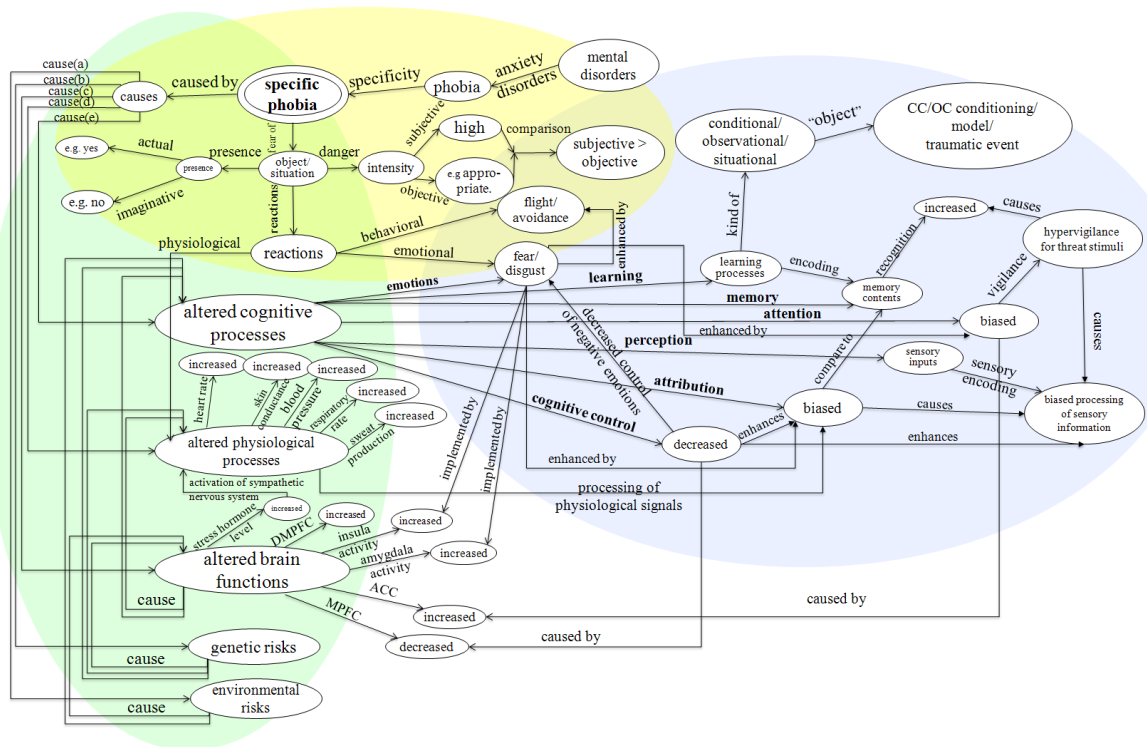 cause(a)
cause(b)
cause(c)
cause(d)
cause(e)
causes
caused by
specific
phobia
specificity
phobia
anxiety
disorders
mental
disorders
fear of
subjective
high
comparison
subjective >
objective
conditional/
observational/
situational
“object”
CC/OC conditioning/
model/
traumatic event
e.g. yes
actual
presence
presence
object/
situation
danger
intensity
objective
e.g appro-
priate.
e.g. no
imaginative
reactions
flight/
avoidance
behavioral
enhanced by
kind of
increased
causes
hypervigilance
for threat stimuli
physiological
reactions
emotional
fear/
disgust
learning
processes
encoding
recognition
memory
contents
vigilance
emotions
learning
memory
attention
altered cognitive
processes
biased
causes
enhanced by
perception
decreased control
of negative emotions
compare to
sensory
inputs
sensory
encoding
increased
increased
increased
increased
increased
heart rate
skin
conductance
blood
pressure
respiratory
rate
sweat
production
attribution
cognitive control
biased
causes
biased processing
of sensory
information
decreased
enhances
enhances
altered physiological
processes
implemented by
implemented by
enhanced by
activation of sympathetic
nervous system
processing of
physiological signals
increased
stress hormone
level
DMPFC
increased
insula
activity
increased
amygdala
activity
increased
altered brain
functions
cause
ACC
increased
caused by
MPFC
decreased
caused by
genetic risks
cause
environmental
risks
cause